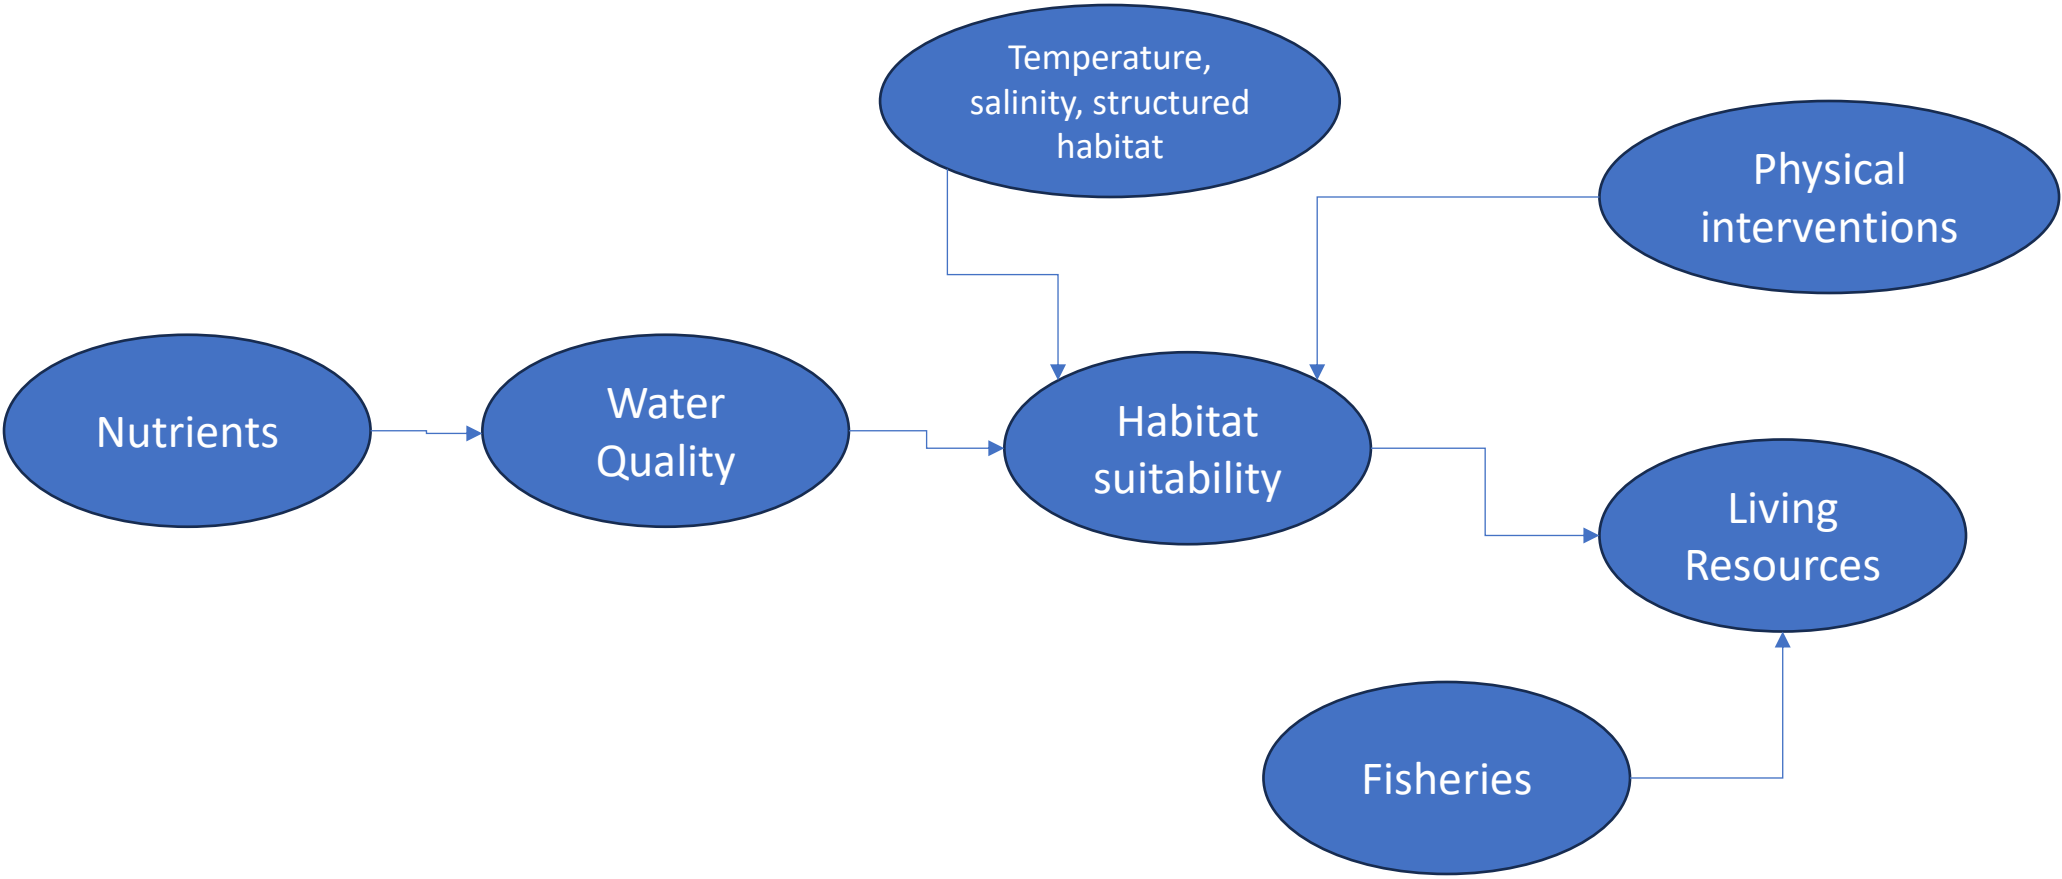 Temperature,
salinity, structured
habitat
Physical
interventions
Nutrients
Water
Quality
Habitat
suitability
Living
Resources
Fisheries